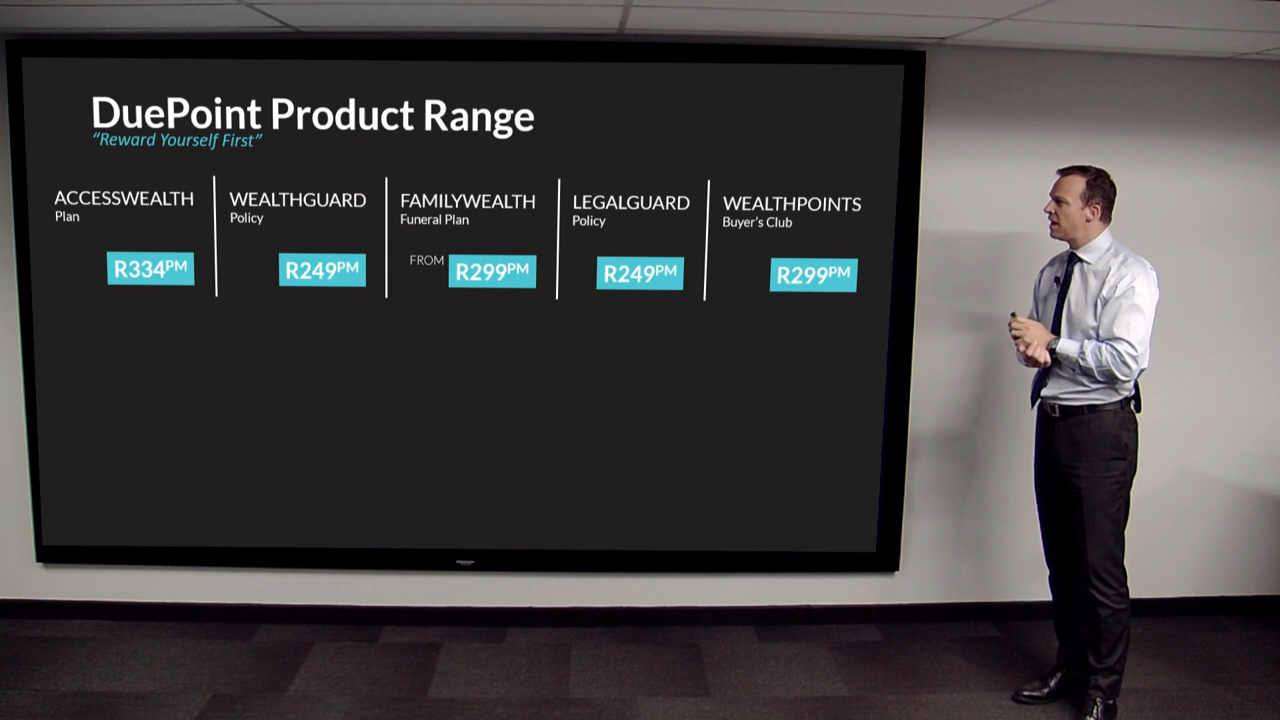 DuePoint Product Range
“Reward Yourself First”
ACCESSWEALTH
Plan
R334PM
WEALTHGUARD
Policy
R249PM
FAMILYWEALTH
Funeral Plan
FROM R299PM
LEGALGUARD
Policy
R249PM
WEALTHPOINTS
Buyer’s Club
R299PM